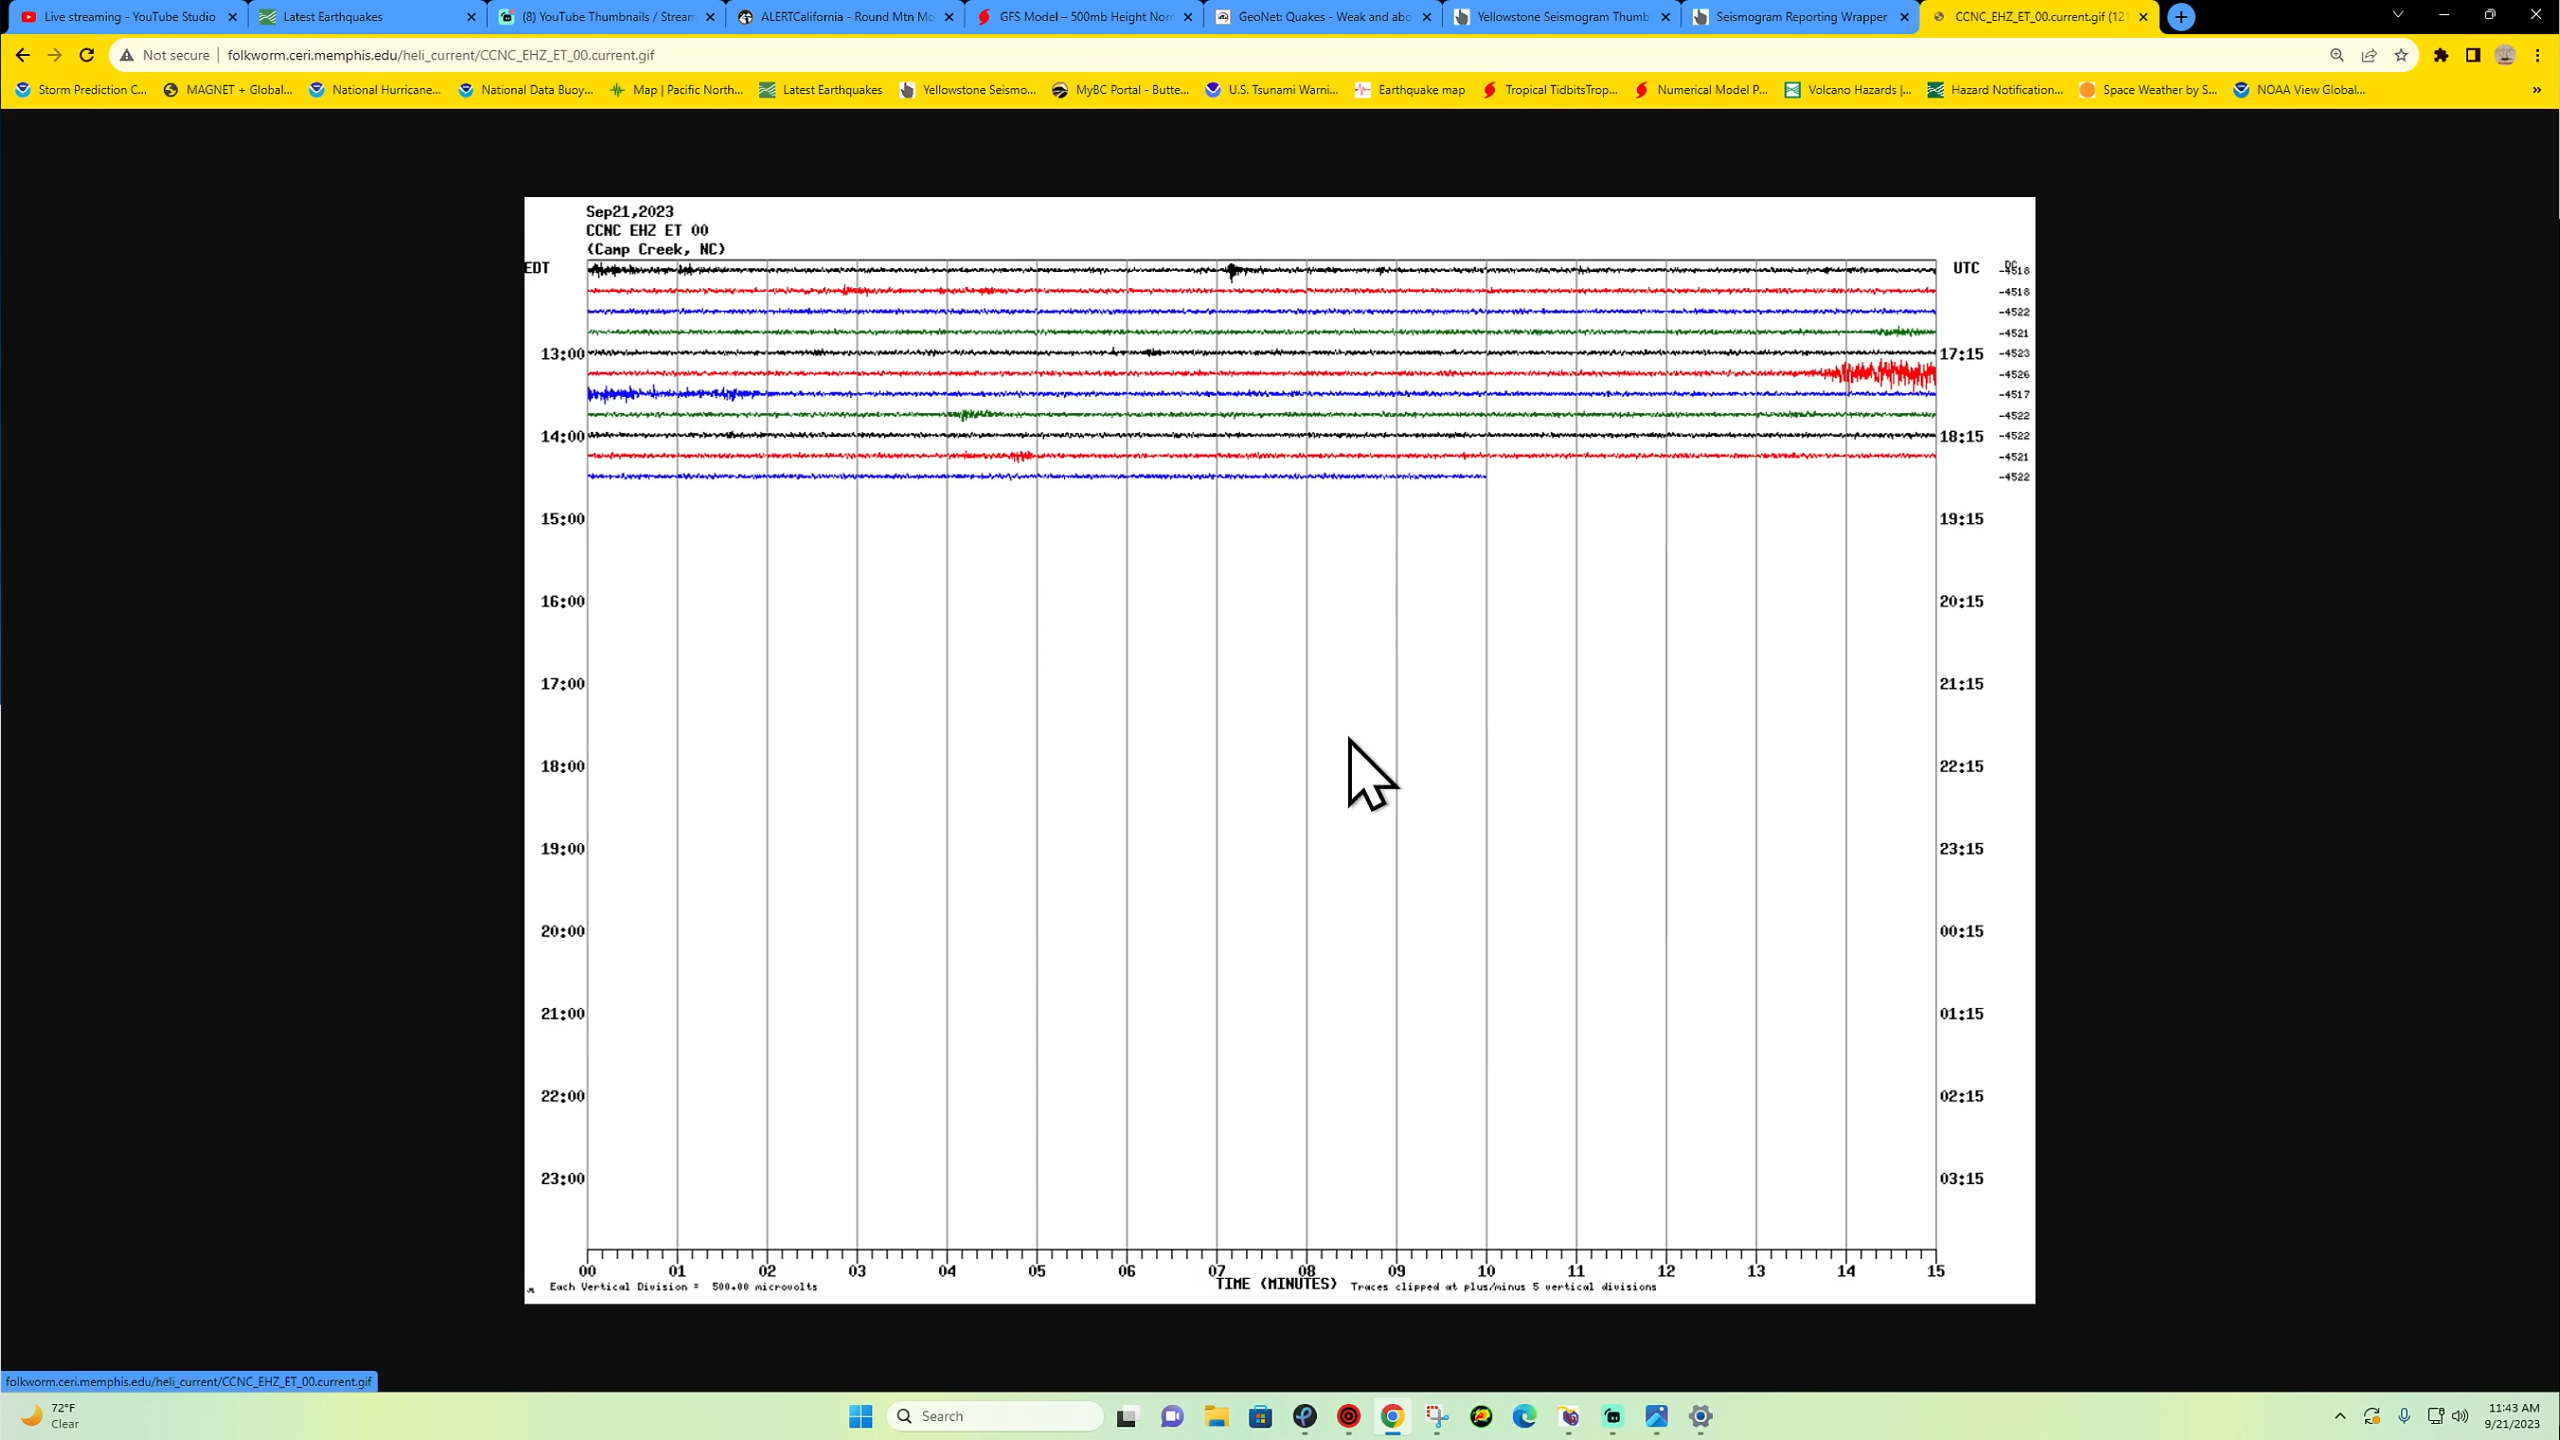 Live streaming - YouTube Studio
Latest Earthquakes
(8) YouTube Thumbnails / Stream
ALERTCalifornia - Round Mtn Mo
GFS Model – 500mb Height Norm
GeoNet: Quakes - Weak and abo
Yellowstone Seismogram Thumb
Seismogram Reporting Wrapper
CCNC_EHZ_ET_00.current.gif (121
Not secure
folkworm.ceri.memphis.edu/heli_current/CCNC_EHZ_ET_00.current.gif
Storm Prediction C...
MAGNET + Global...
National Hurricane...
National Data Buoy...
Map | Pacific North...
Latest Earthquakes
Yellowstone Seismo...
MyBC Portal - Butte...
U.S. Tsunami Warni...
Earthquake map
Tropical TidbitsTrop...
Numerical Model P...
Volcano Hazards |...
Hazard Notification...
Space Weather by S...
NOAA View Global...
Sep21,2023
CCNC EHZ ET 00
(Camp Creek, NC)
EDT
UTC
DC
-4518
-4518
-4522
-4521
13:00
17:15
-4523
-4526
-4517
-4522
14:00
18:15
-4522
-4521
-4522
15:00
19:15
16:00
20:15
17:00
21:15
18:00
22:15
19:00
23:15
20:00
00:15
21:00
01:15
22:00
02:15
23:00
03:15
00 01 02 03 04 05 06 07 08 09 10 11 12 13 14 15
TIME (MINUTES)
Each Vertical Division = 500.00 microvolts
Traces clipped at plus/minus 5 vertical divisions
folkworm.ceri.memphis.edu/heli_current/CCNC_EHZ_ET_00.current.gif
72°F
Clear
Search
11:43 AM
9/21/2023